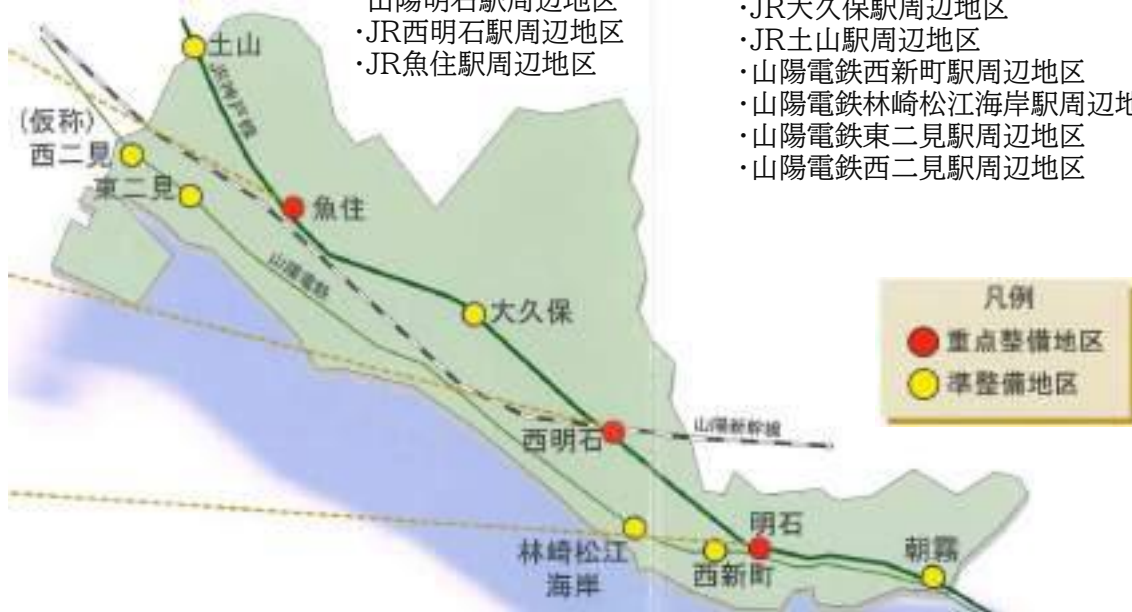 山陽明石駅周辺地区
・JR西明石駅周辺地区
・JR魚住駅周辺地区
・JR大久保駅周辺地区
・JR土山駅周辺地区
・山陽電鉄西新町駅周辺地区
・山陽電鉄林崎松江海岸駅周辺地
・山陽電鉄東二見駅周辺地区
・山陽電鉄西二見駅周辺地区
土山
JR神戸線
(仮称)
西二見
東二見
魚住
山陽電鉄
大久保
凡例
重点整備地区
準整備地区
西明石
山陽新幹線
林崎松江
海岸
西新町
明石
朝霧